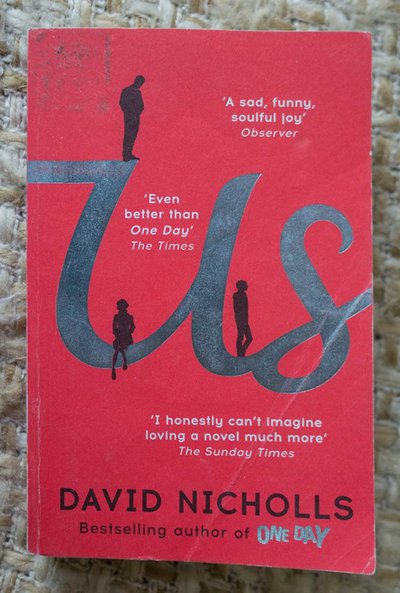 'A sad, funny,
soulful joy'
Observer
Us
'Even
better than
One Day'
The Times
'I honestly can't imagine
loving a novel much more'
The Sunday Times
DAVID NICHOLLS
Bestselling author of ONE DAY